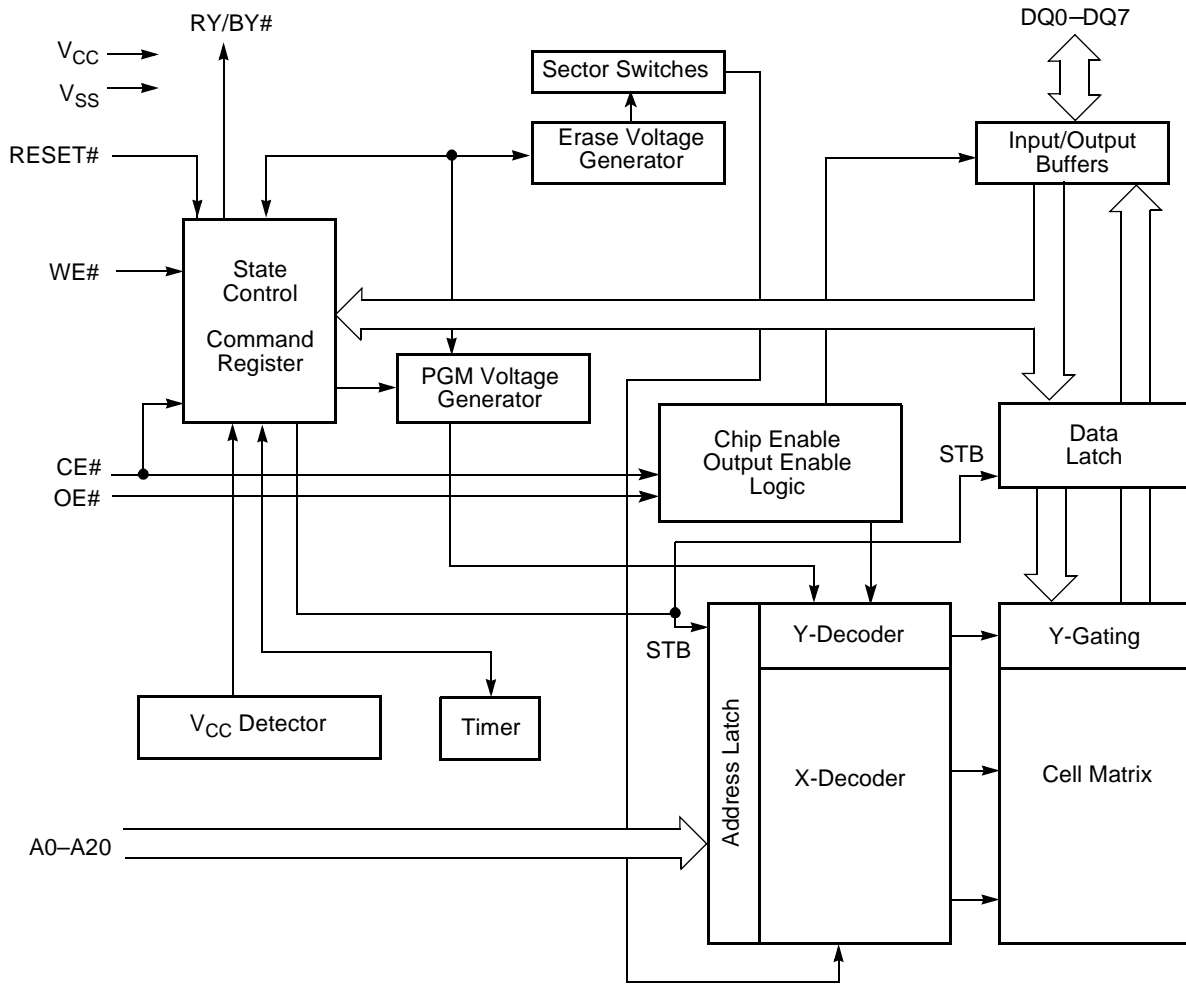 RY/BY#
DQ0–DQ7
VCC
VSS
Sector Switches
Erase Voltage
Generator
Input/Output
Buffers
RESET#
WE#
State
Control
Command
Register
PGM Voltage
Generator
Chip Enable
Output Enable
Logic
STB
Data
Latch
CE#
OE#
STB
Y-Decoder
Y-Gating
VCC Detector
Timer
Address Latch
X-Decoder
Cell Matrix
A0–A20